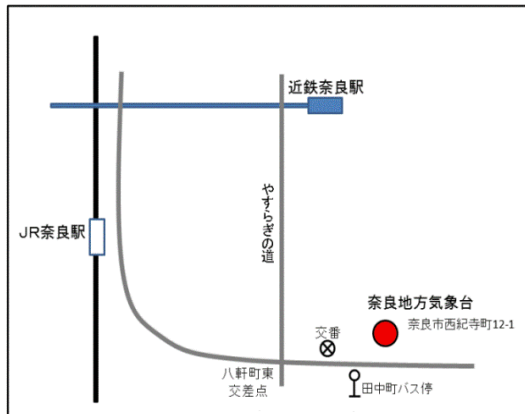 近鉄奈良駅
やすらぎの道
JR奈良駅
奈良地方気象台
奈良市西紀寺町12-1
交番
八軒町東
交差点
田中町バス停